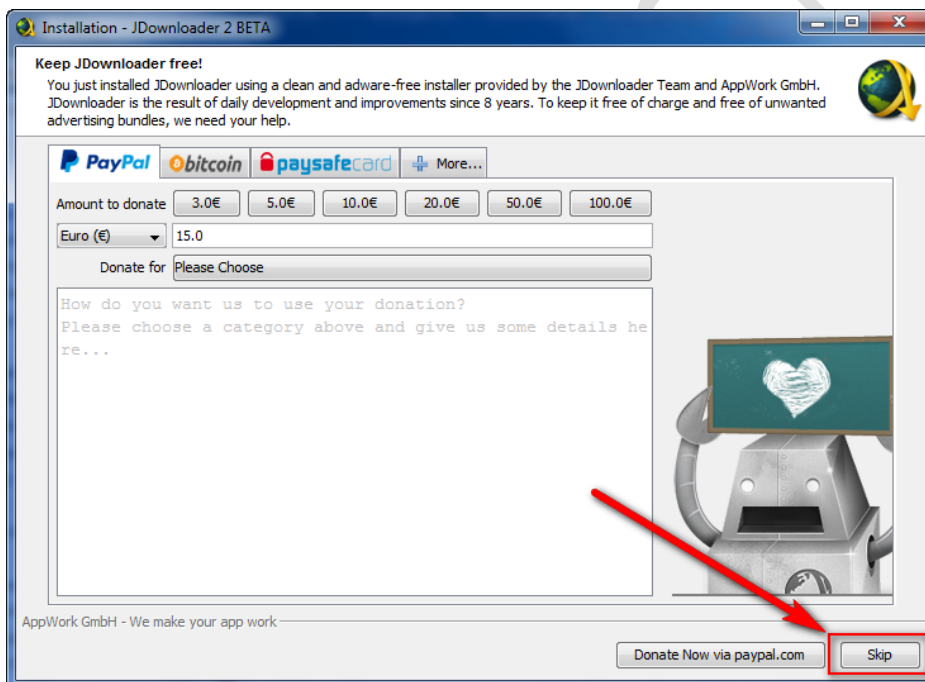 Installation - JDownloader 2 BETA
Keep JDownloader free!
You just installed JDownloader using a clean and adware-free installer provided by the JDownloader Team and AppWork GmbH.
JDownloader is the result of daily development and improvements since 8 years. To keep it free of charge and free of unwanted
advertising bundles, we need your help.
PayPal bitcoin paysafecard More...
Amount to donate 3.0€ 5.0€ 10.0€ 20.0€ 50.0€ 100.0€
Euro (€) 15.0
Donate for Please Choose
How do you want us to use your donation?
Please choose a category above and give us some details he
re...
AppWork GmbH - We make your app work
Donate Now via paypal.com Skip